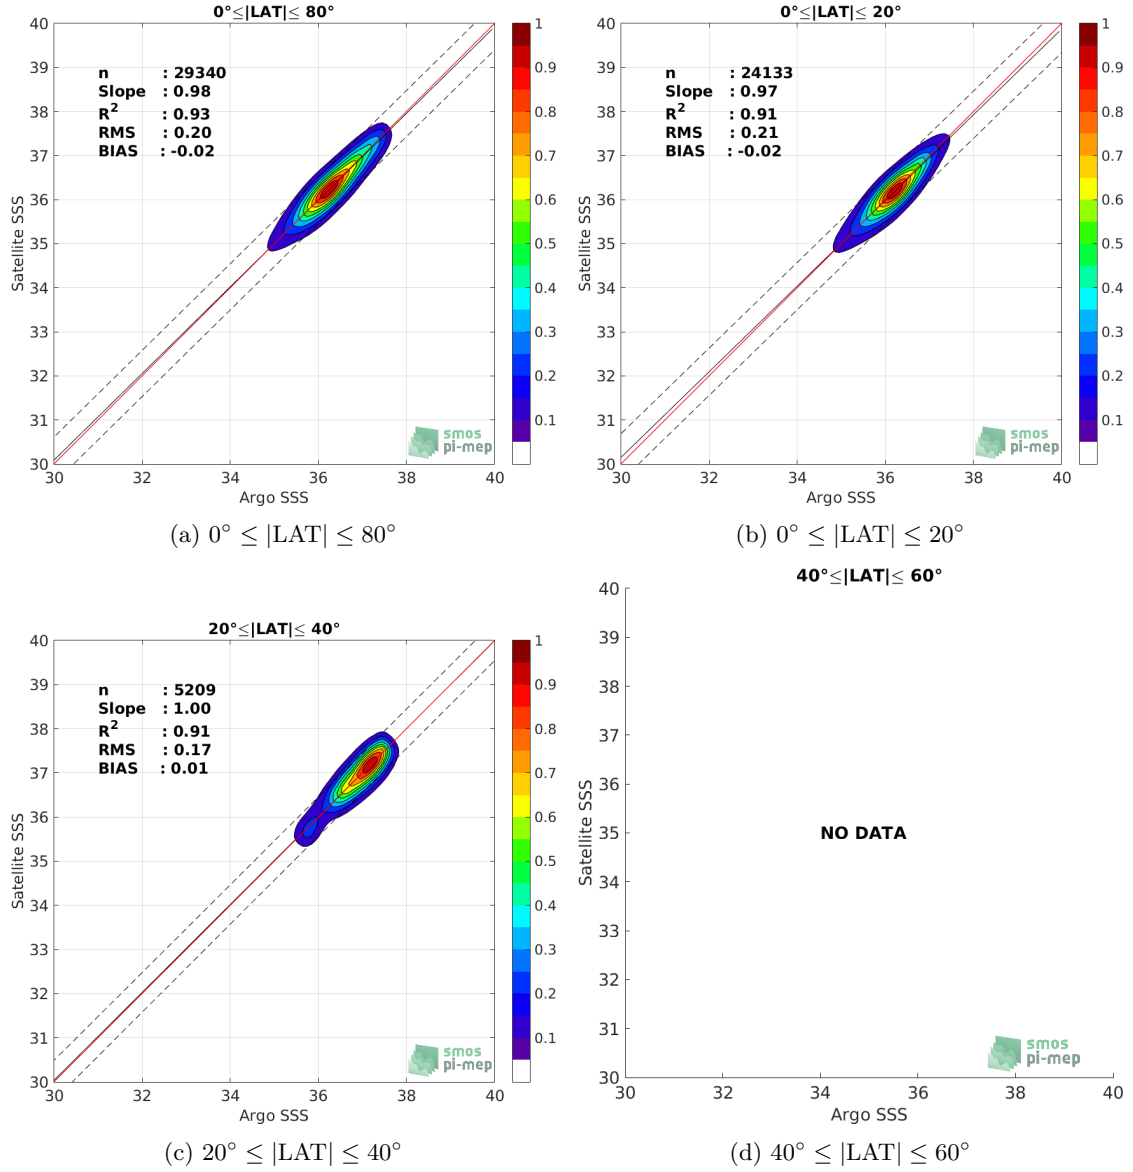 0°≤|LAT|≤ 80°
n : 29340
Slope : 0.98
R2 : 0.93
RMS : 0.20
BIAS : -0.02
40
39
38
37
36
35
34
33
32
31
30
30 32 34 36 38 40
Satellite SSS
Argo SSS
1
0.9
0.8
0.7
0.6
0.5
0.4
0.3
0.2
0.1
smos
pi-mep
(a) 0° ≤ |LAT| ≤ 80°
0°≤|LAT|≤ 20°
n : 24133
Slope : 0.97
R2 : 0.91
RMS : 0.21
BIAS : -0.02
40
39
38
37
36
35
34
33
32
31
30
30 32 34 36 38 40
Satellite SSS
Argo SSS
1
0.9
0.8
0.7
0.6
0.5
0.4
0.3
0.2
0.1
smos
pi-mep
(b) 0° ≤ |LAT| ≤ 20°
20°≤|LAT|≤ 40°
n : 5209
Slope : 1.00
R2 : 0.91
RMS : 0.17
BIAS : 0.01
40
39
38
37
36
35
34
33
32
31
30
30 32 34 36 38 40
Satellite SSS
Argo SSS
1
0.9
0.8
0.7
0.6
0.5
0.4
0.3
0.2
0.1
smos
pi-mep
(c) 20° ≤ |LAT| ≤ 40°
40°≤|LAT|≤ 60°
40
39
38
37
36
35
34
33
32
31
30
30 32 34 36 38 40
Satellite SSS
Argo SSS
NO DATA
smos
pi-mep
(d) 40° ≤ |LAT| ≤ 60°